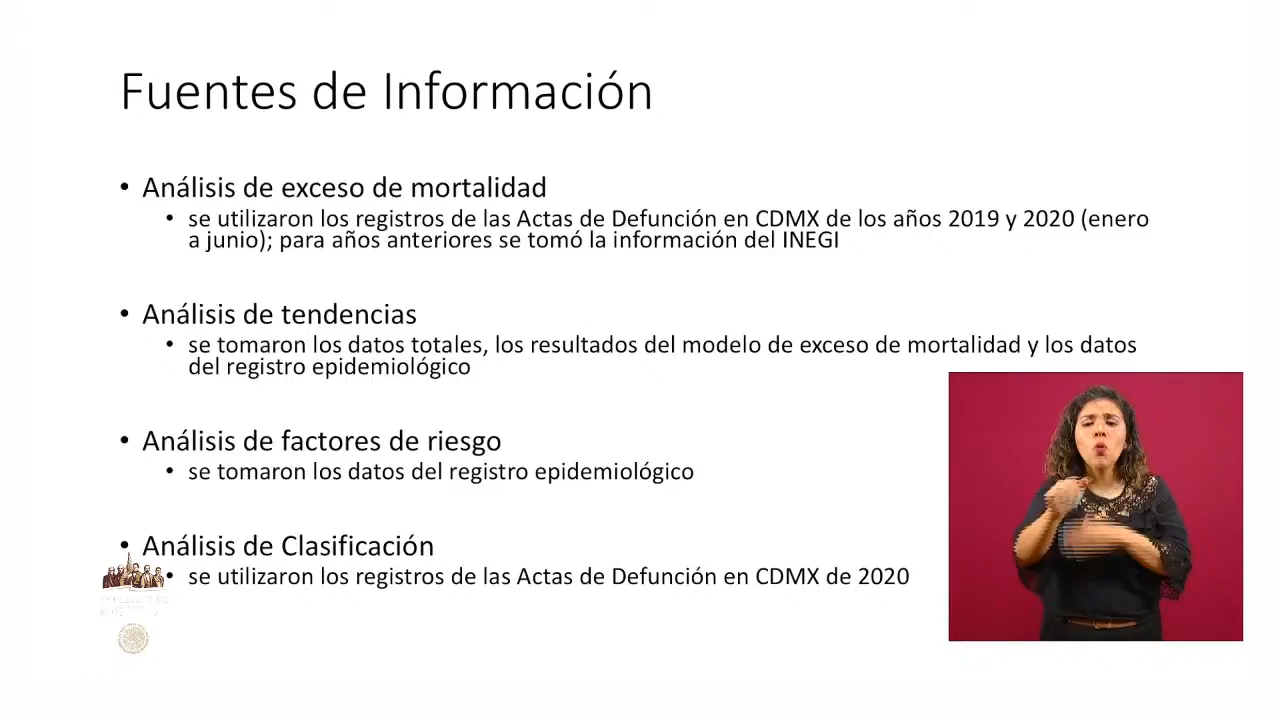 Fuentes de Información
• Análisis de exceso de mortalidad
• se utilizaron los registros de las Actas de Defunción en CDMX de los años 2019 y 2020 (enero
a junio); para años anteriores se tomó la información del INEGI
• Análisis de tendencias
• se tomaron los datos totales, los resultados del modelo de exceso de mortalidad y los datos
del registro epidemiológico
• Análisis de factores de riesgo
• se tomaron los datos del registro epidemiológico
• Análisis de Clasificación
• se utilizaron los registros de las Actas de Defunción en CDMX de 2020